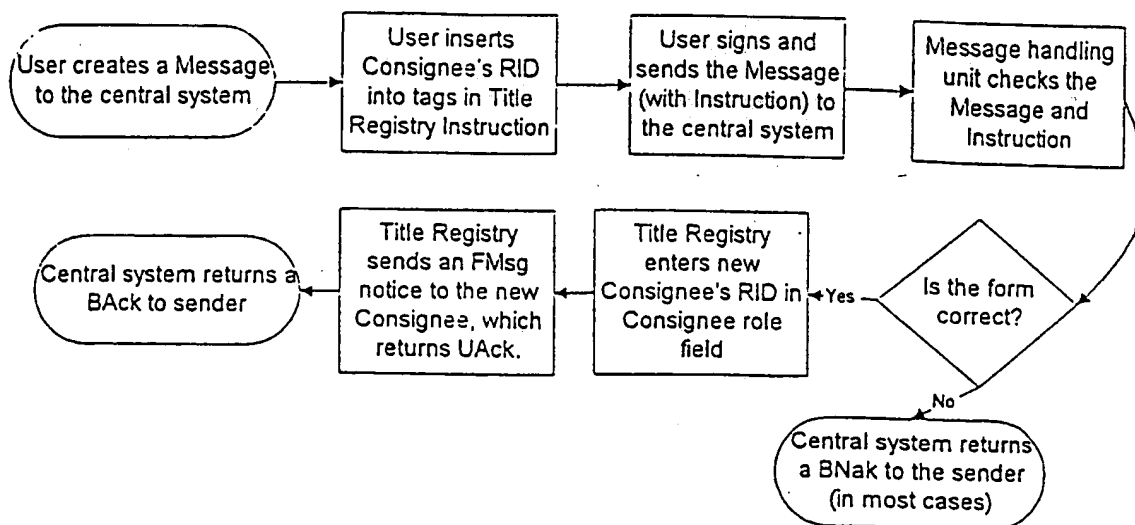 User creates a Message
to the central system
User inserts
Consignee's RID
into tags in Title
Registry Instruction
User signs and
sends the Message
(with Instruction) to
the central system
Message handling
unit checks the
Message and
Instruction
Is the form
correct?
Yes
Title Registry
enters new
Consignee's RID in
Consignee role
field
Title Registry
sends an FMsg
notice to the new
Consignee, which
returns UAck.
Central system returns a
BAck to sender
No
Central system returns
a BNak to the sender
(in most cases)